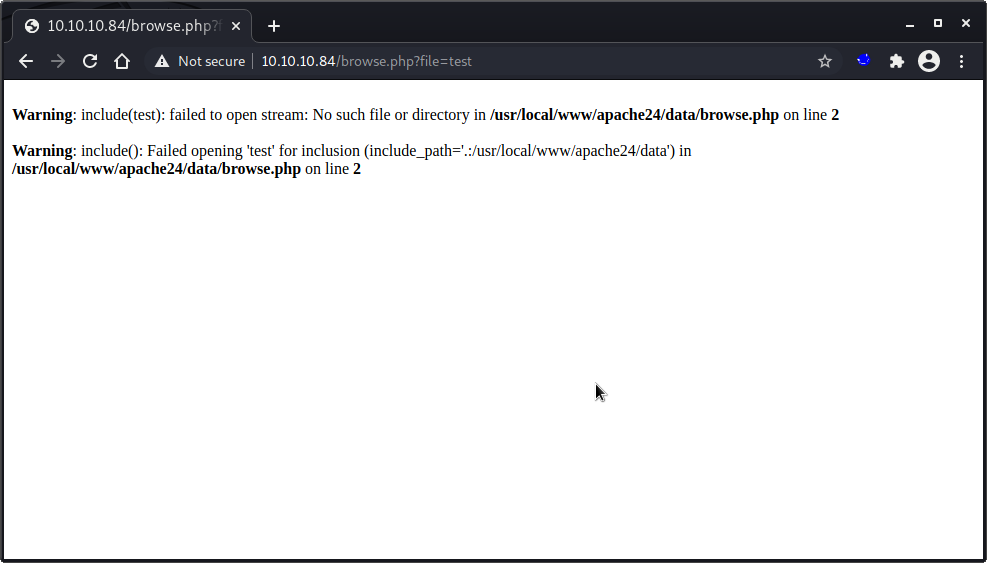 10.10.10.84/browse.php?f
Not secure
10.10.10.84/browse.php?file=test
Warning: include(test): failed to open stream: No such file or directory in /usr/local/www/apache24/data/browse.php on line 2
Warning: include(): Failed opening 'test' for inclusion (include_path='.:/usr/local/www/apache24/data') in
/usr/local/www/apache24/data/browse.php on line 2